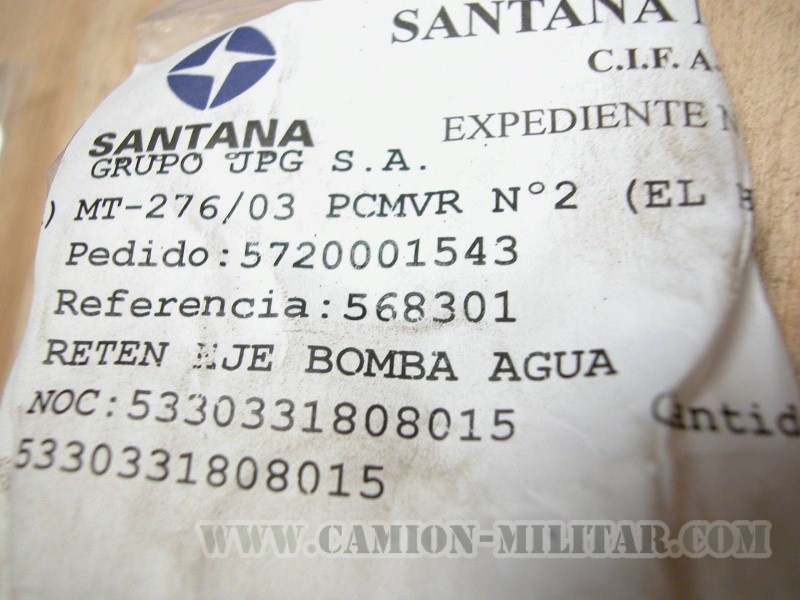 SANTANA
C.I.F. A.
EXPEDIENTE N
SANTANA
GRUPO JPG S.A.
) MT-276/03 PCMVR N°2 (EL
Pedido:5720001543
Referencia:568301
RETEN EJE BOMBA AGUA
NOC:5330331808015 Cantid
5330331808015
WWW.CAMION-MILITAR.COM